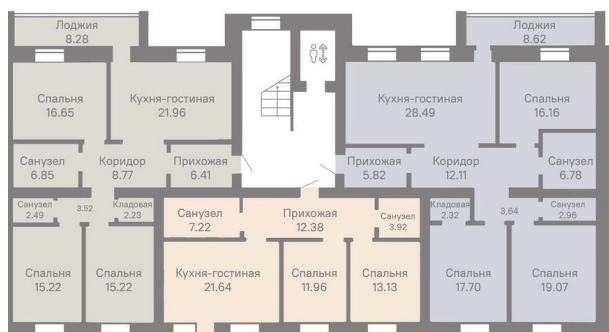 Лоджия
8.28
Лоджия
8.62
Спальня
16.65
Кухня-гостиная
21.96
Кухня-гостиная
28.49
Спальня
16.16
Санузел
6.85
Коридор
8.77
Прихожая
6.41
Прихожая
5.82
Коридор
12.11
Санузел
6.78
Санузел
2.49
3.52
Кладовая
2.23
Санузел
7.22
Прихожая
12.38
Санузел
3.92
Кладовая
2.32
3,64
Санузел
2.96
Спальня
15.22
Спальня
15.22
Кухня-гостиная
21.64
Спальня
11.96
Спальня
13.13
Спальня
17.70
Спальня
19.07